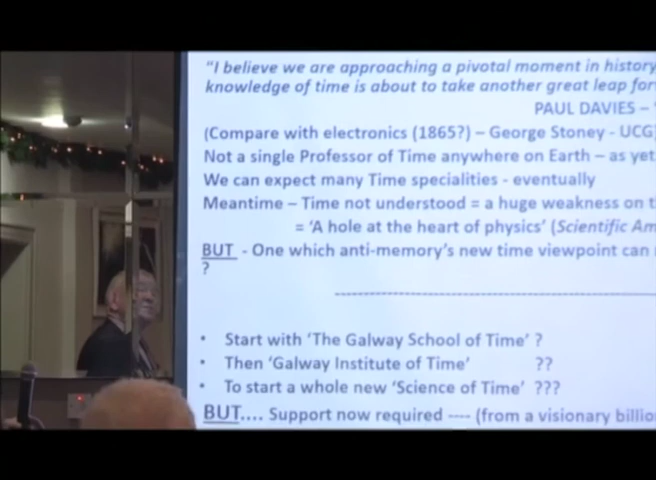 “I believe we are approaching a pivotal moment in history
knowledge of time is about to take another great leap
PAUL DAVIES –
(Compare with electronics (1865?) – George Stoney - UCG)
Not a single Professor of Time anywhere on Earth – as yet
We can expect many Time specialities - eventually
Meantime – Time not understood = a huge weakness on
= ‘A hole at the heart of physics’ (Scientific
BUT - One which anti-memory’s new time viewpoint can
?
• Start with ‘The Galway School of Time’ ?
• Then ‘Galway Institute of Time’ ??
• To start a whole new ‘Science of Time’ ???
BUT.... Support now required ---- (from a visionary